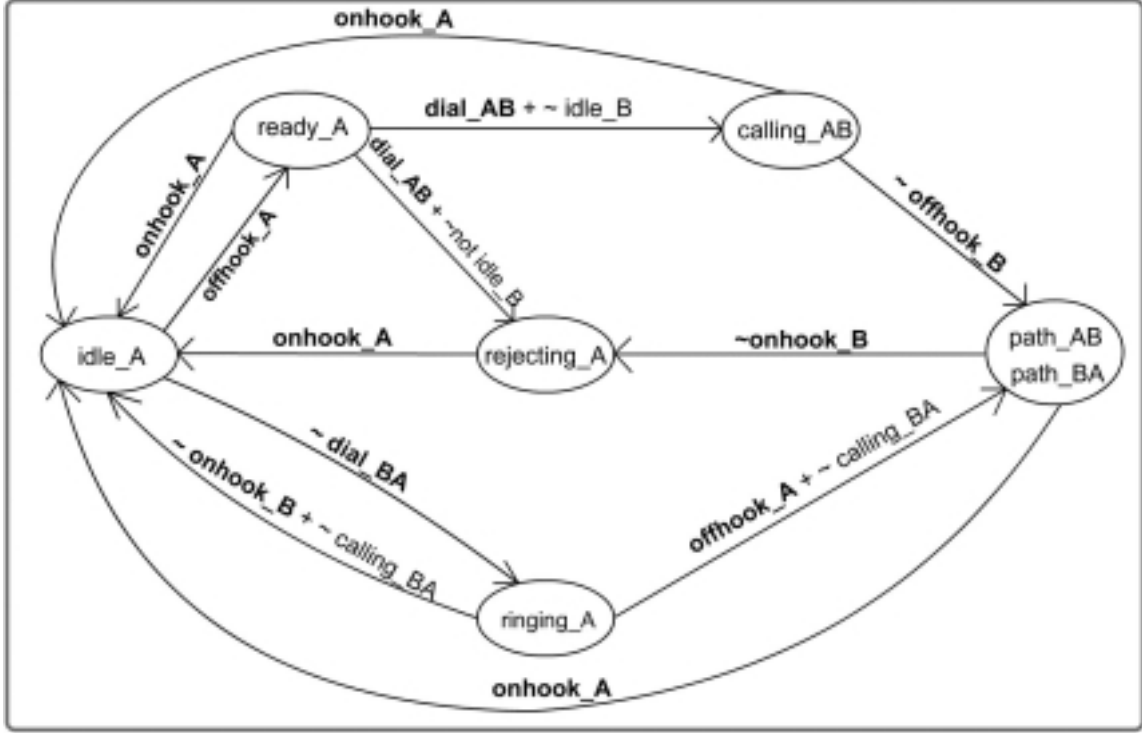 onhook_A
ready_A
dial_AB + ~ idle_B
calling_AB
onhook_A
offhook_A
dial_AB + ~not idle_B
~ offhook_B
idle_A
onhook_A
rejecting_A
~onhook_B
path_AB
path_BA
~ dial_BA
~ onhook_B + ~ calling_BA
offhook_A + ~ calling_BA
ringing_A
onhook_A